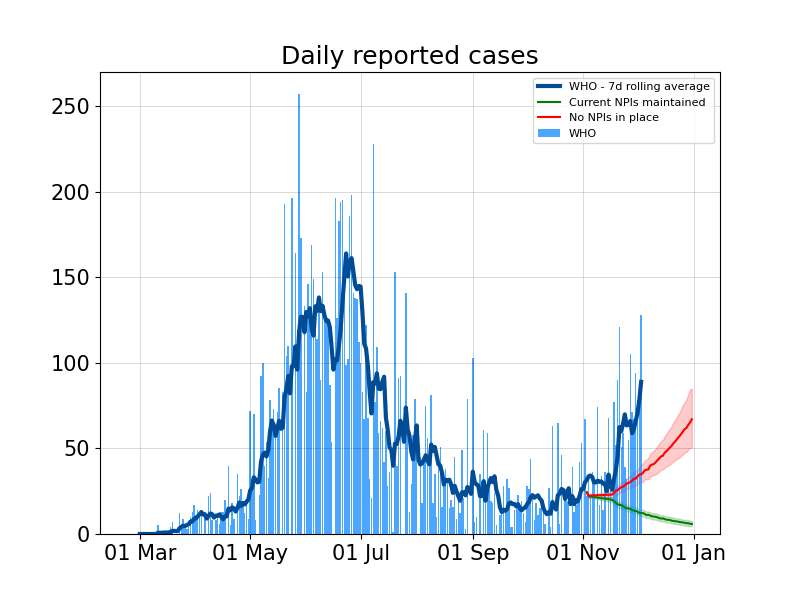 Daily reported cases
WHO - 7d rolling average
Current NPIs maintained
No NPIs in place
WHO
250
200
150
100
50
0
01 Mar
01 May
01 Jul
01 Sep
01 Nov
01 Jan